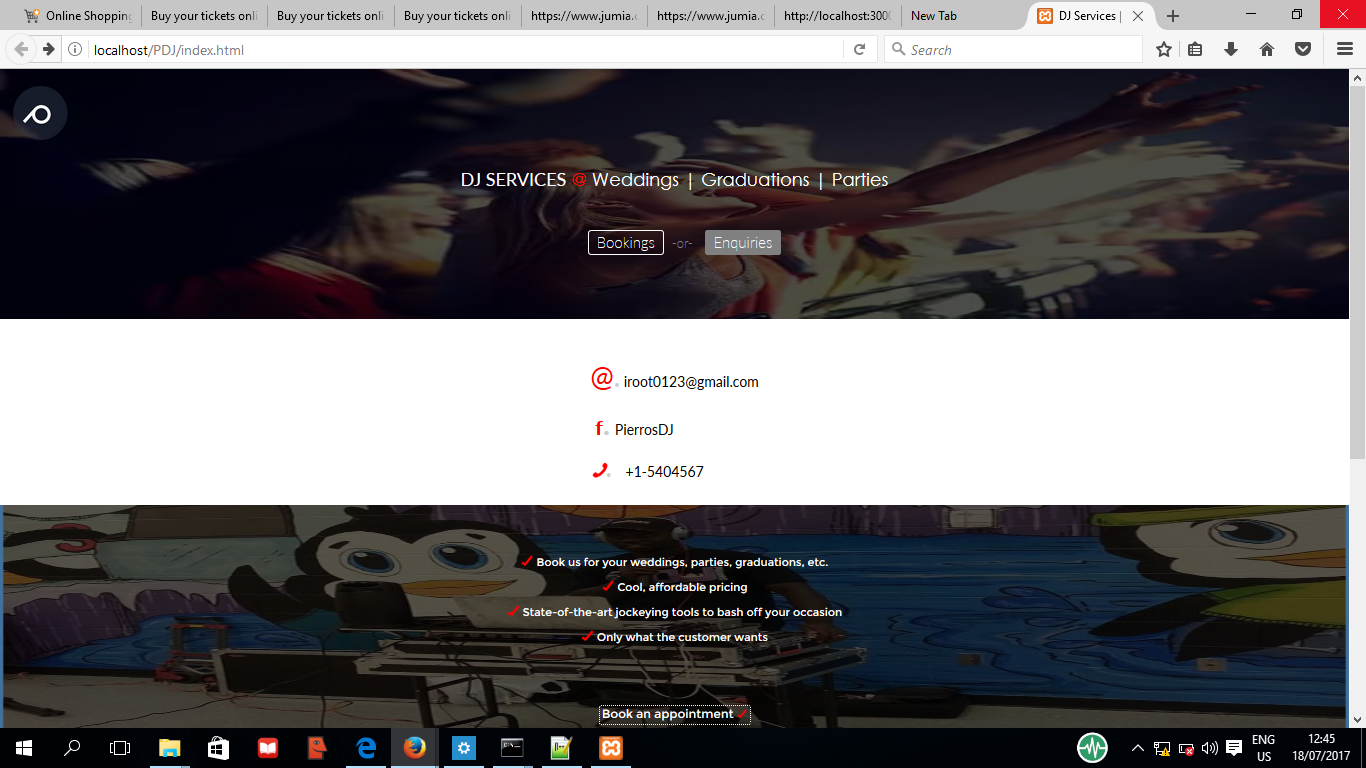 Online Shopping
Buy your tickets onli
Buy your tickets onli
Buy your tickets onli
https://www.jumia.c
https://www.jumia.c
http://localhost:3000
New Tab
DJ Services |
localhost/PDJ/index.html
Search
DJ SERVICES @ Weddings | Graduations | Parties
Bookings -or- Enquiries
@. iroot0123@gmail.com
f. PierrosDJ
+1-5404567
Book us for your weddings, parties, graduations, etc.
Cool, affordable pricing
State-of-the-art jockeying tools to bash off your occasion
Only what the customer wants
Book an appointment
ENG
US
12:45
18/07/2017